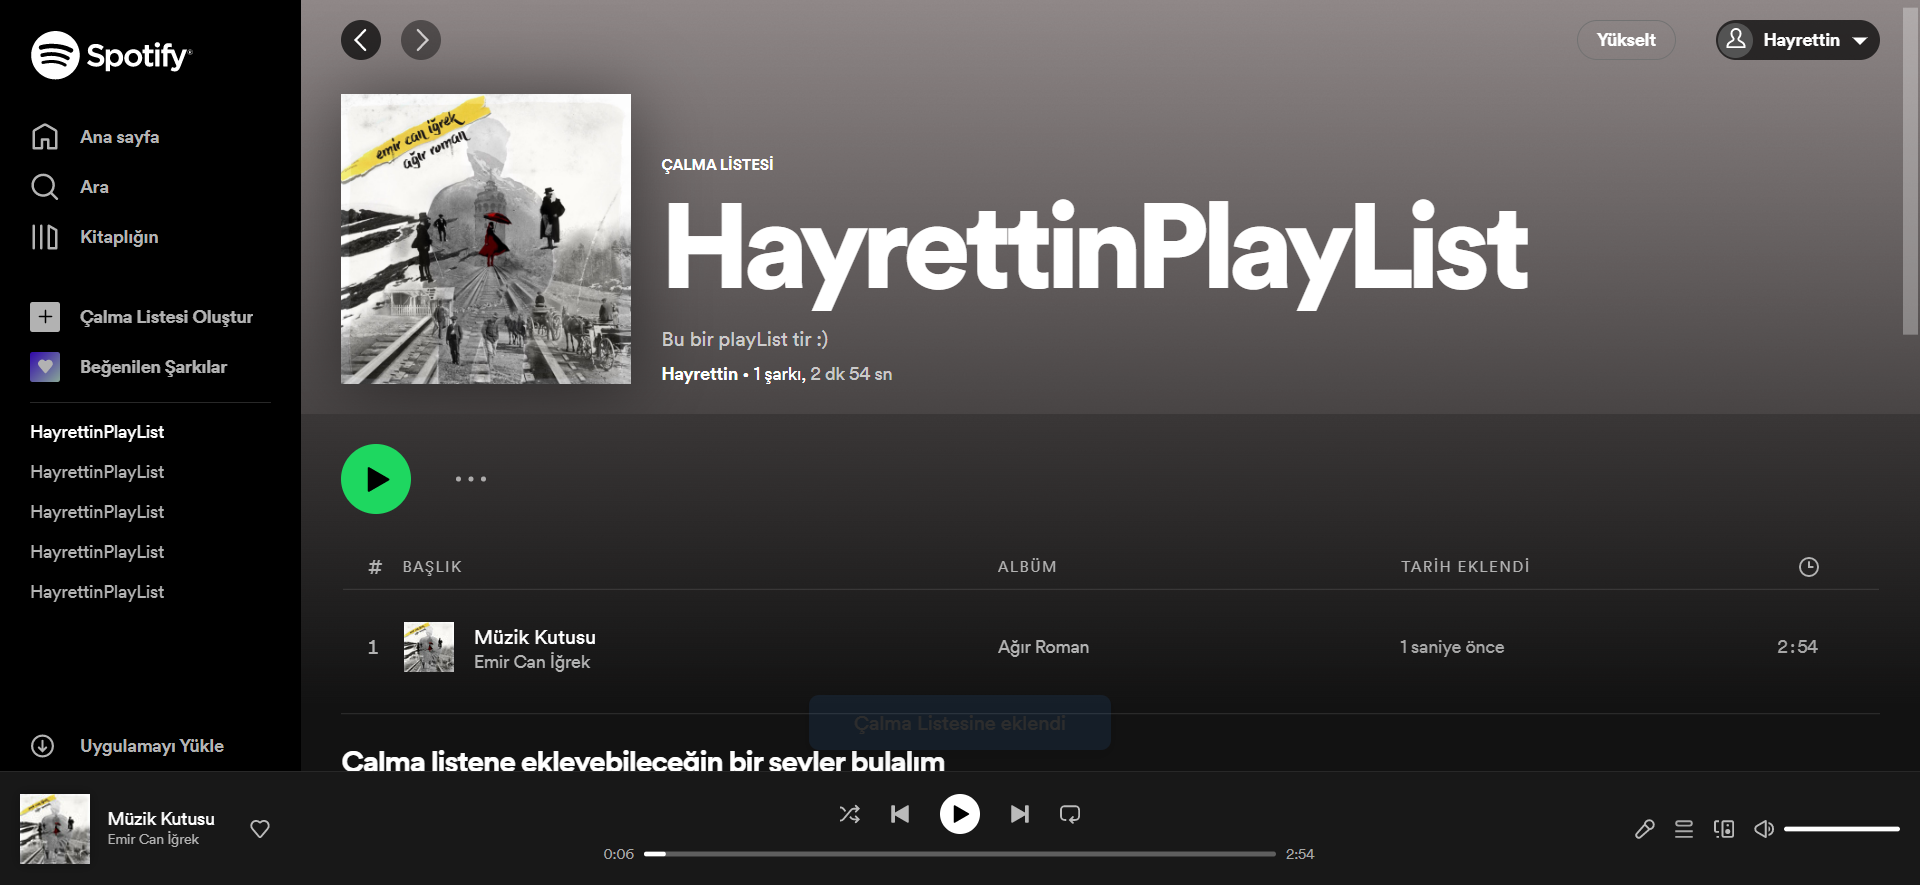 Spotify
Ana sayfa
Ara
Kitaplığın
Çalma Listesi Oluştur
Beğenilen Şarkılar
HayrettinPlayList
HayrettinPlayList
HayrettinPlayList
HayrettinPlayList
HayrettinPlayList
Uygulamayı Yükle
Yükselt
Hayrettin
emir can iğrek
ağır roman
ÇALMA LİSTESİ
HayrettinPlayList
Bu bir playList tir :)
Hayrettin • 1 şarkı, 2 dk 54 sn
# BAŞLIK ALBÜM TARİH EKLENDİ
1 Müzik Kutusu Ağır Roman 1 saniye önce 2:54
Emir Can İğrek
Çalma Listesine eklendi
Çalma listene ekleyebileceğin bir şeyler bulalım
Müzik Kutusu
Emir Can İğrek
0:06 2:54